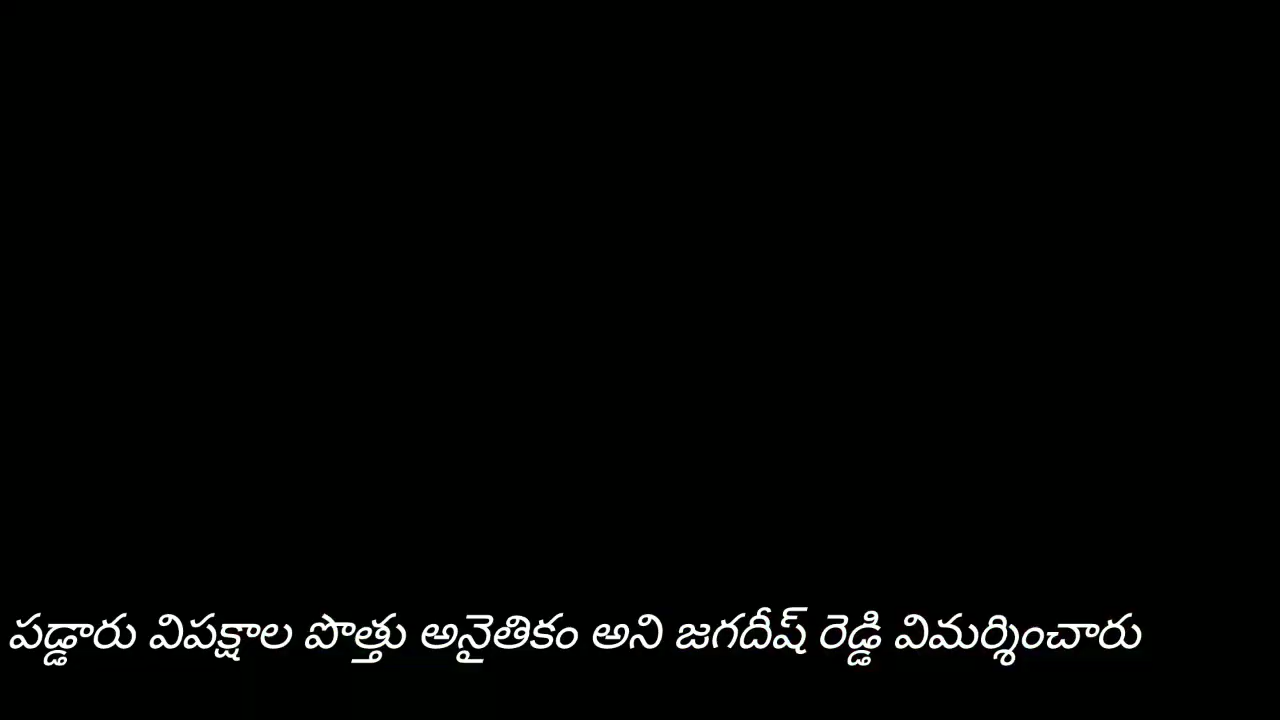 పడ్డారు విపక్షాల పొత్తు అనైతికం అని జగదీష్ రెడ్డి విమర్శించారు